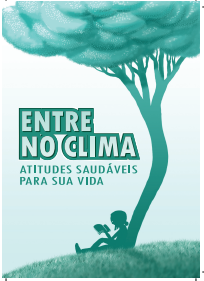 ENTRE
NO CLIMA
ATITUDES SAUDÁVEIS
PARA SUA VIDA